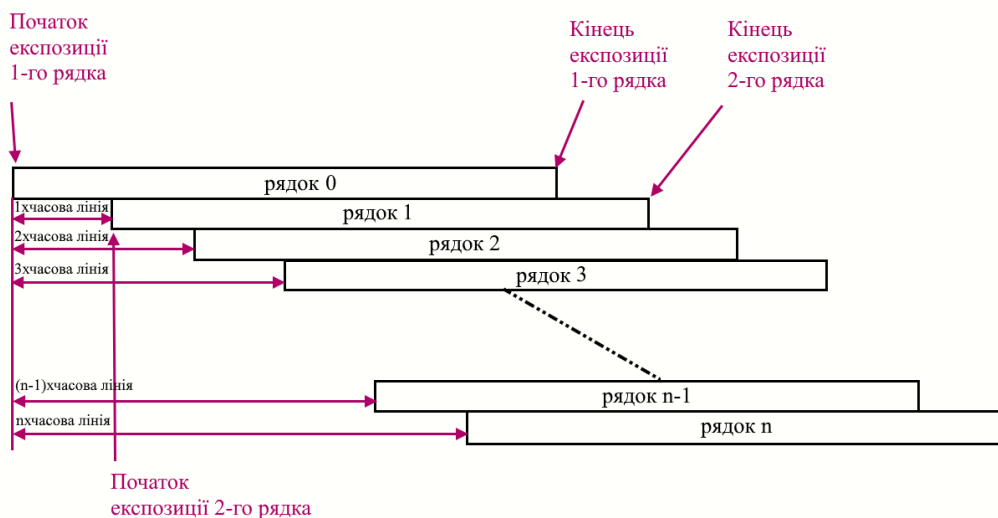 Початок
експозиції
1-го рядка
Кінець
експозиції
1-го рядка
Кінець
експозиції
2-го рядка
рядок 0
1хчасова лінія
рядок 1
2хчасова лінія
рядок 2
3хчасова лінія
рядок 3
(n-1)хчасова лінія
рядок n-1
nхчасова лінія
рядок n
Початок
експозиції 2-го рядка